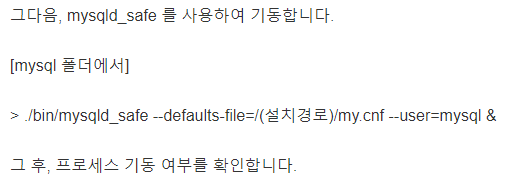 그다음, mysqld_safe 를 사용하여 기동합니다.
[mysql 폴더에서]
> ./bin/mysqld_safe --defaults-file=/(설치경로)/my.cnf --user=mysql &
그 후, 프로세스 기동 여부를 확인합니다.